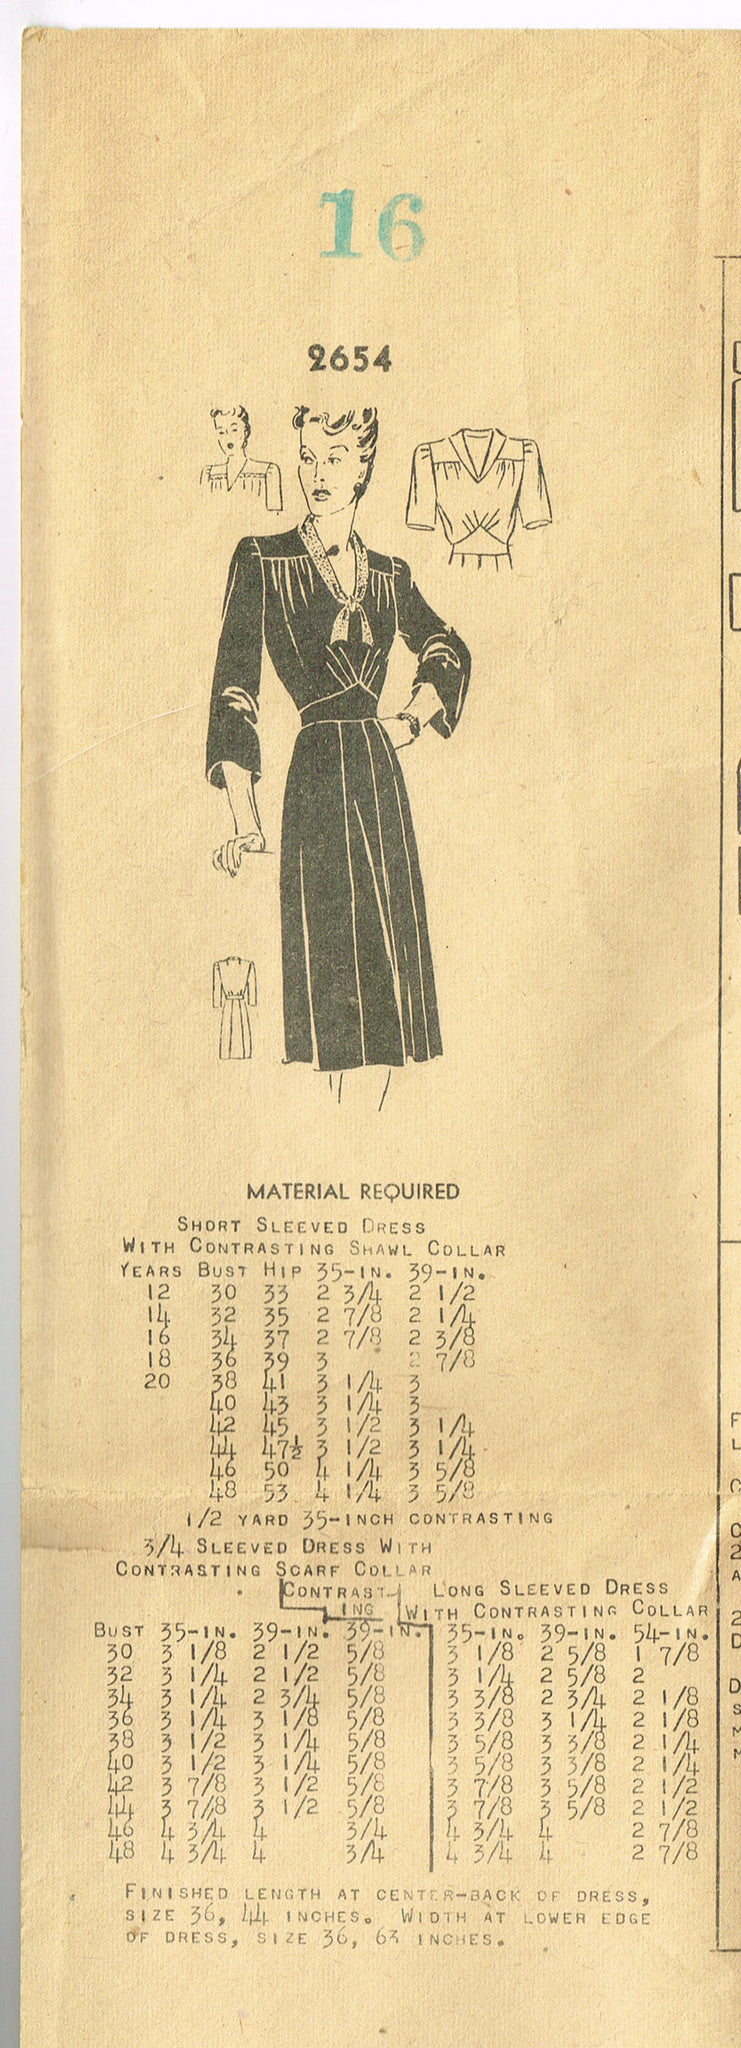 16
2654
MATERIAL REQUIRED
SHORT SLEEVED DRESS
WITH CONTRASTING SHAWL COLLAR
YEARS BUST HIP 35-IN. 39-IN.
12 30 33 2 3/4 2 1/2
14 32 35 2 7/8 2 1/4
16 34 37 2 7/8 2 3/8
18 36 39 3 2 7/8
20 38 41 3 1/4 3
40 43 3 1/4 3
42 45 3 1/2 3 1/4
44 47½ 3 1/2 3 1/4
46 50 4 1/4 3 5/8
48 53 4 1/4 3 5/8
1/2 YARD 35-INCH CONTRASTING
3/4 SLEEVED DRESS WITH
CONTRASTING SCARF COLLAR
CONTRAST- LONG SLEEVED DRESS
ING WITH CONTRASTING COLLAR
BUST 35-IN. 39-IN. 39-IN. 35-IN. 39-IN. 54-IN.
30 3 1/8 2 1/2 5/8 3 1/8 2 5/8 1 7/8
32 3 1/4 2 1/2 5/8 3 1/4 2 5/8 2
34 3 1/4 2 3/4 5/8 3 3/8 2 3/4 2 1/8
36 3 1/4 3 1/8 5/8 3 3/8 3 1/4 2 1/8
38 3 1/2 3 1/4 5/8 3 5/8 3 3/8 2 1/4
40 3 1/2 3 1/4 5/8 3 5/8 3 3/8 2 1/4
42 3 7/8 3 1/2 5/8 3 7/8 3 5/8 2 1/2
44 3 7/8 3 1/2 5/8 3 7/8 3 5/8 2 1/2
46 4 3/4 4 3/4 4 3/4 4 2 7/8
48 4 3/4 4 3/4 4 3/4 4 2 7/8
FINISHED LENGTH AT CENTER-BACK OF DRESS,
SIZE 36, 44 INCHES. WIDTH AT LOWER EDGE
OF DRESS, SIZE 36, 63 INCHES.